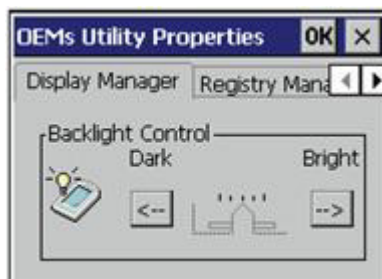 OEMs Utility Properties OK ×
Display Manager Registry Mana
Backlight Control
Dark Bright
<-- -->